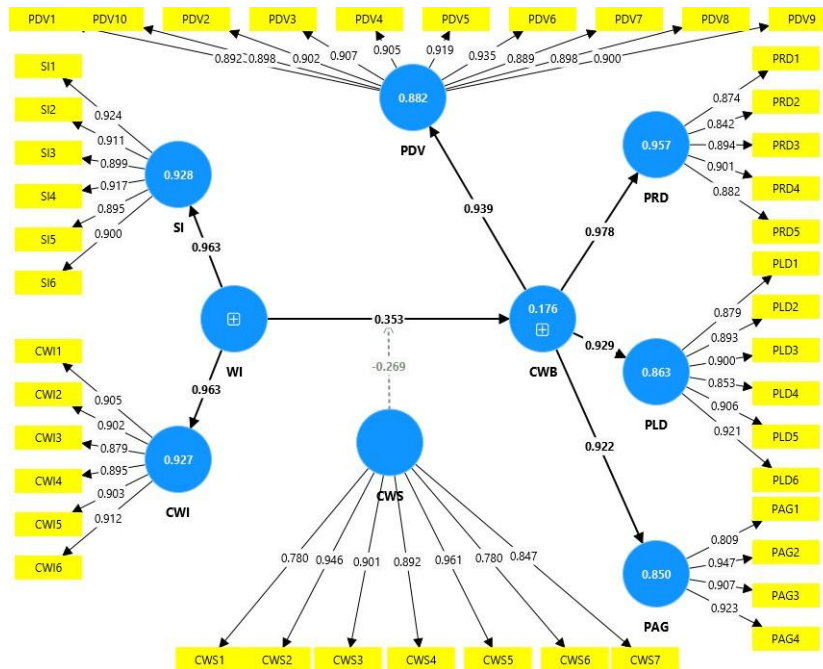 PDV1 PDV10 PDV2 PDV3 PDV4 PDV5 PDV6 PDV7 PDV8 PDV9
0.892 0.898 0.902 0.907 0.905 0.919 0.935 0.889 0.898 0.900
0.882
PDV
SI1
SI2
SI3
SI4
SI5
SI6
0.924
0.911
0.899
0.917
0.895
0.900
0.928
SI
0.963
WI
0.963
CWI1
CWI2
CWI3
CWI4
CWI5
CWI6
0.905
0.902
0.879
0.895
0.903
0.912
0.927
CWI
0.353
-0.269
CWS
0.780 0.946 0.901 0.892 0.961 0.780 0.847
CWS1 CWS2 CWS3 CWS4 CWS5 CWS6 CWS7
0.176
CWB
0.939
0.978
0.929
0.922
0.957
PRD
0.874
0.842
0.894
0.901
0.882
PRD1
PRD2
PRD3
PRD4
PRD5
0.863
PLD
0.879
0.893
0.900
0.853
0.906
0.921
PLD1
PLD2
PLD3
PLD4
PLD5
PLD6
0.850
PAG
0.809
0.947
0.907
0.923
PAG1
PAG2
PAG3
PAG4